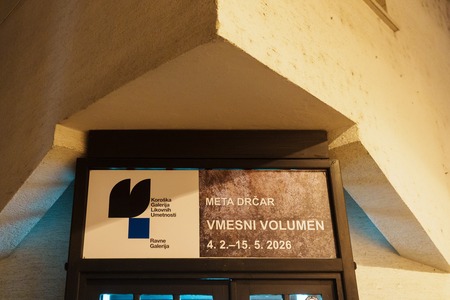 Koroška
Galerija
Likovnih
Umetnosti
Ravne
Galerija
META DRČAR
VMESNI VOLUMEN
4. 2.–15. 5. 2026